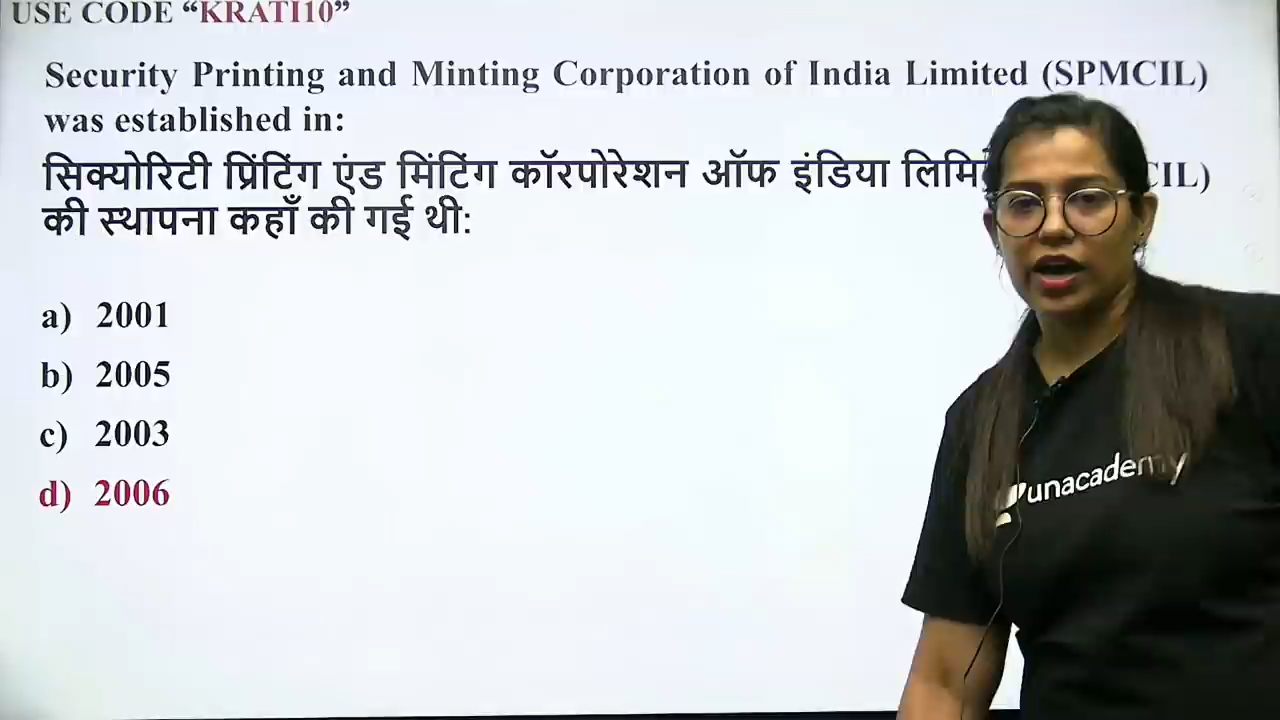 USE CODE “KRATI10”
Security Printing and Minting Corporation of India Limited (SPMCIL)
was established in:
सिक्योरिटी प्रिंटिंग एंड मिंटिंग कॉरपोरेशन ऑफ इंडिया CIL)
की स्थापना कहाँ की गई थी:
a) 2001
b) 2005
c) 2003
d) 2006
unacademy